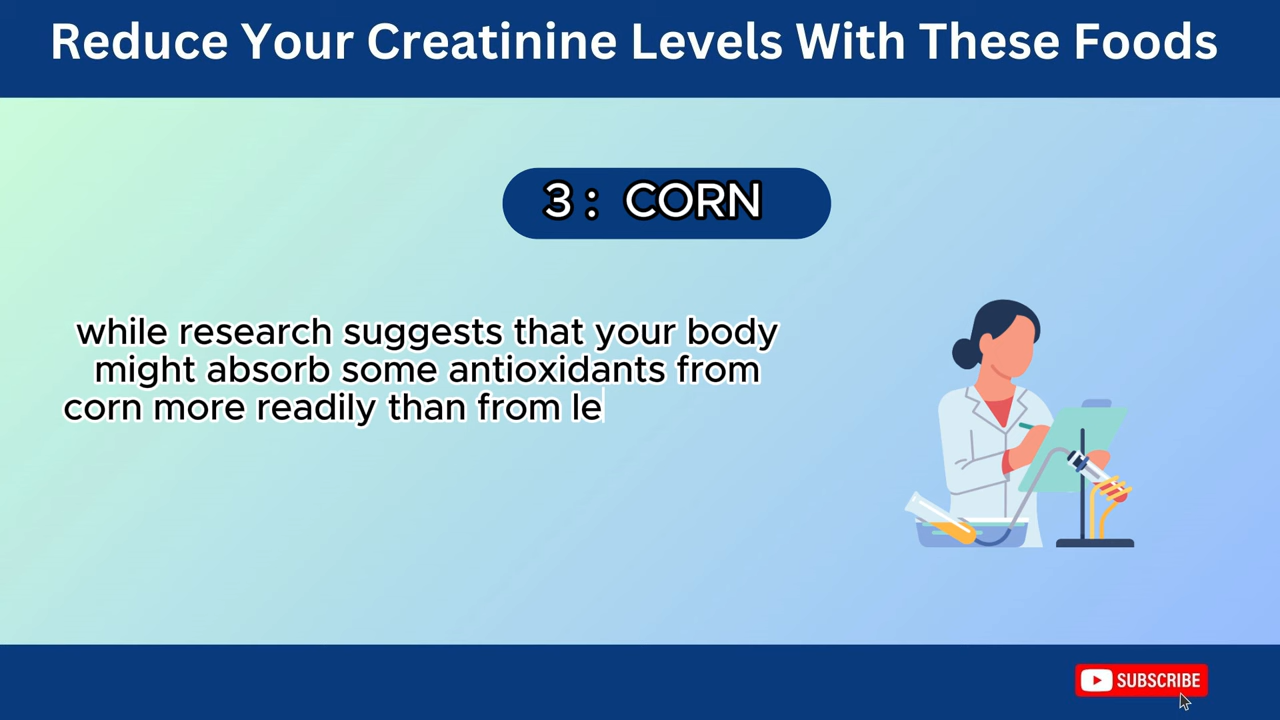 Reduce Your Creatinine Levels With These Foods
3 : CORN
while research suggests that your body
might absorb some antioxidants from
corn more readily than from le
SUBSCRIBE